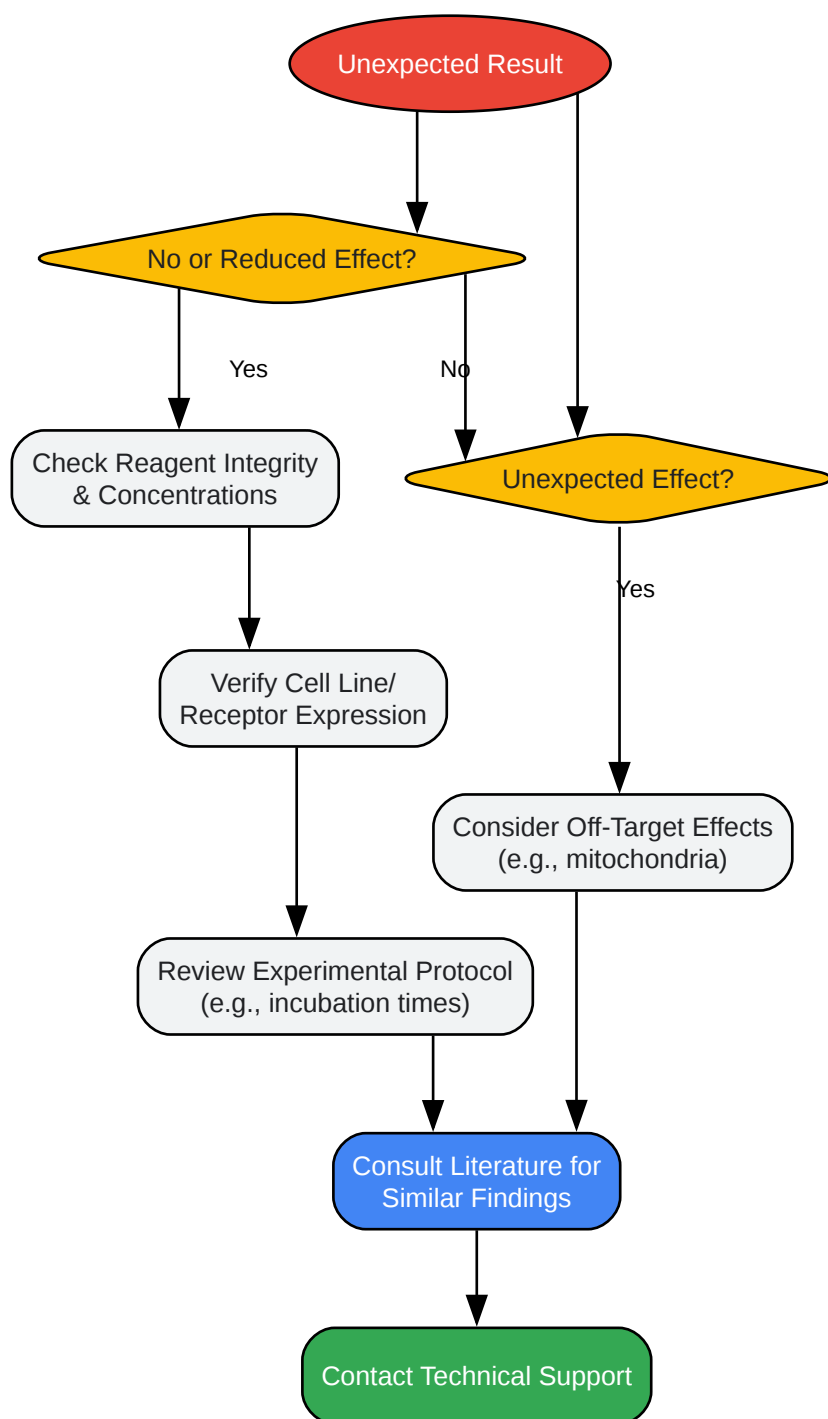 Unexpected Result
No or Reduced Effect?
Yes
No
Check Reagent Integrity
& Concentrations
Unexpected Effect?
Yes
Verify Cell Line/
Receptor Expression
Consider Off-Target Effects
(e.g., mitochondria)
Review Experimental Protocol
(e.g., incubation times)
Consult Literature for
Similar Findings
Contact Technical Support